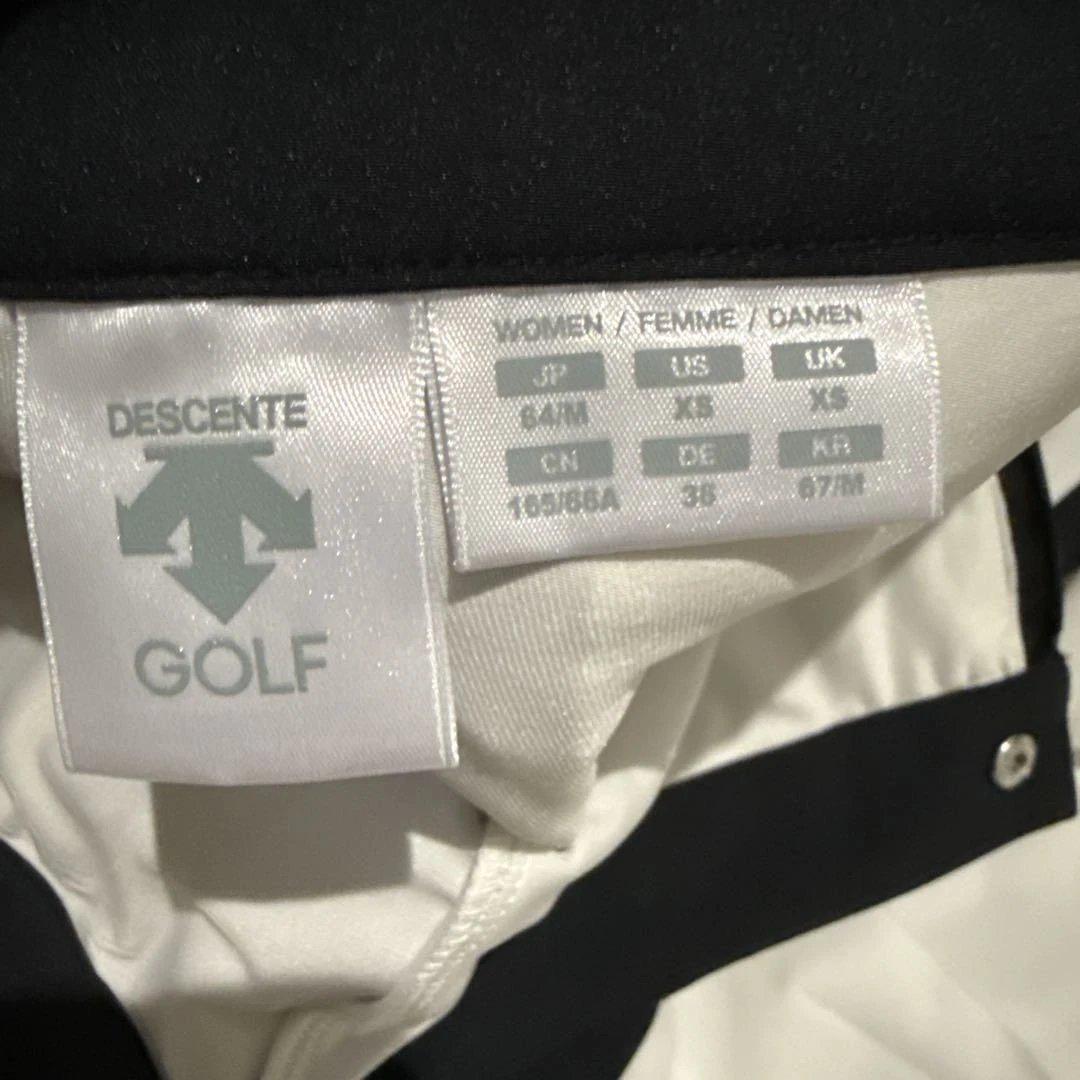 DESCENTE
GOLF
WOMEN / FEMME / DAMEN
JP US UK
64/M XS XS
CN DE KR
165/66A 36 67/M